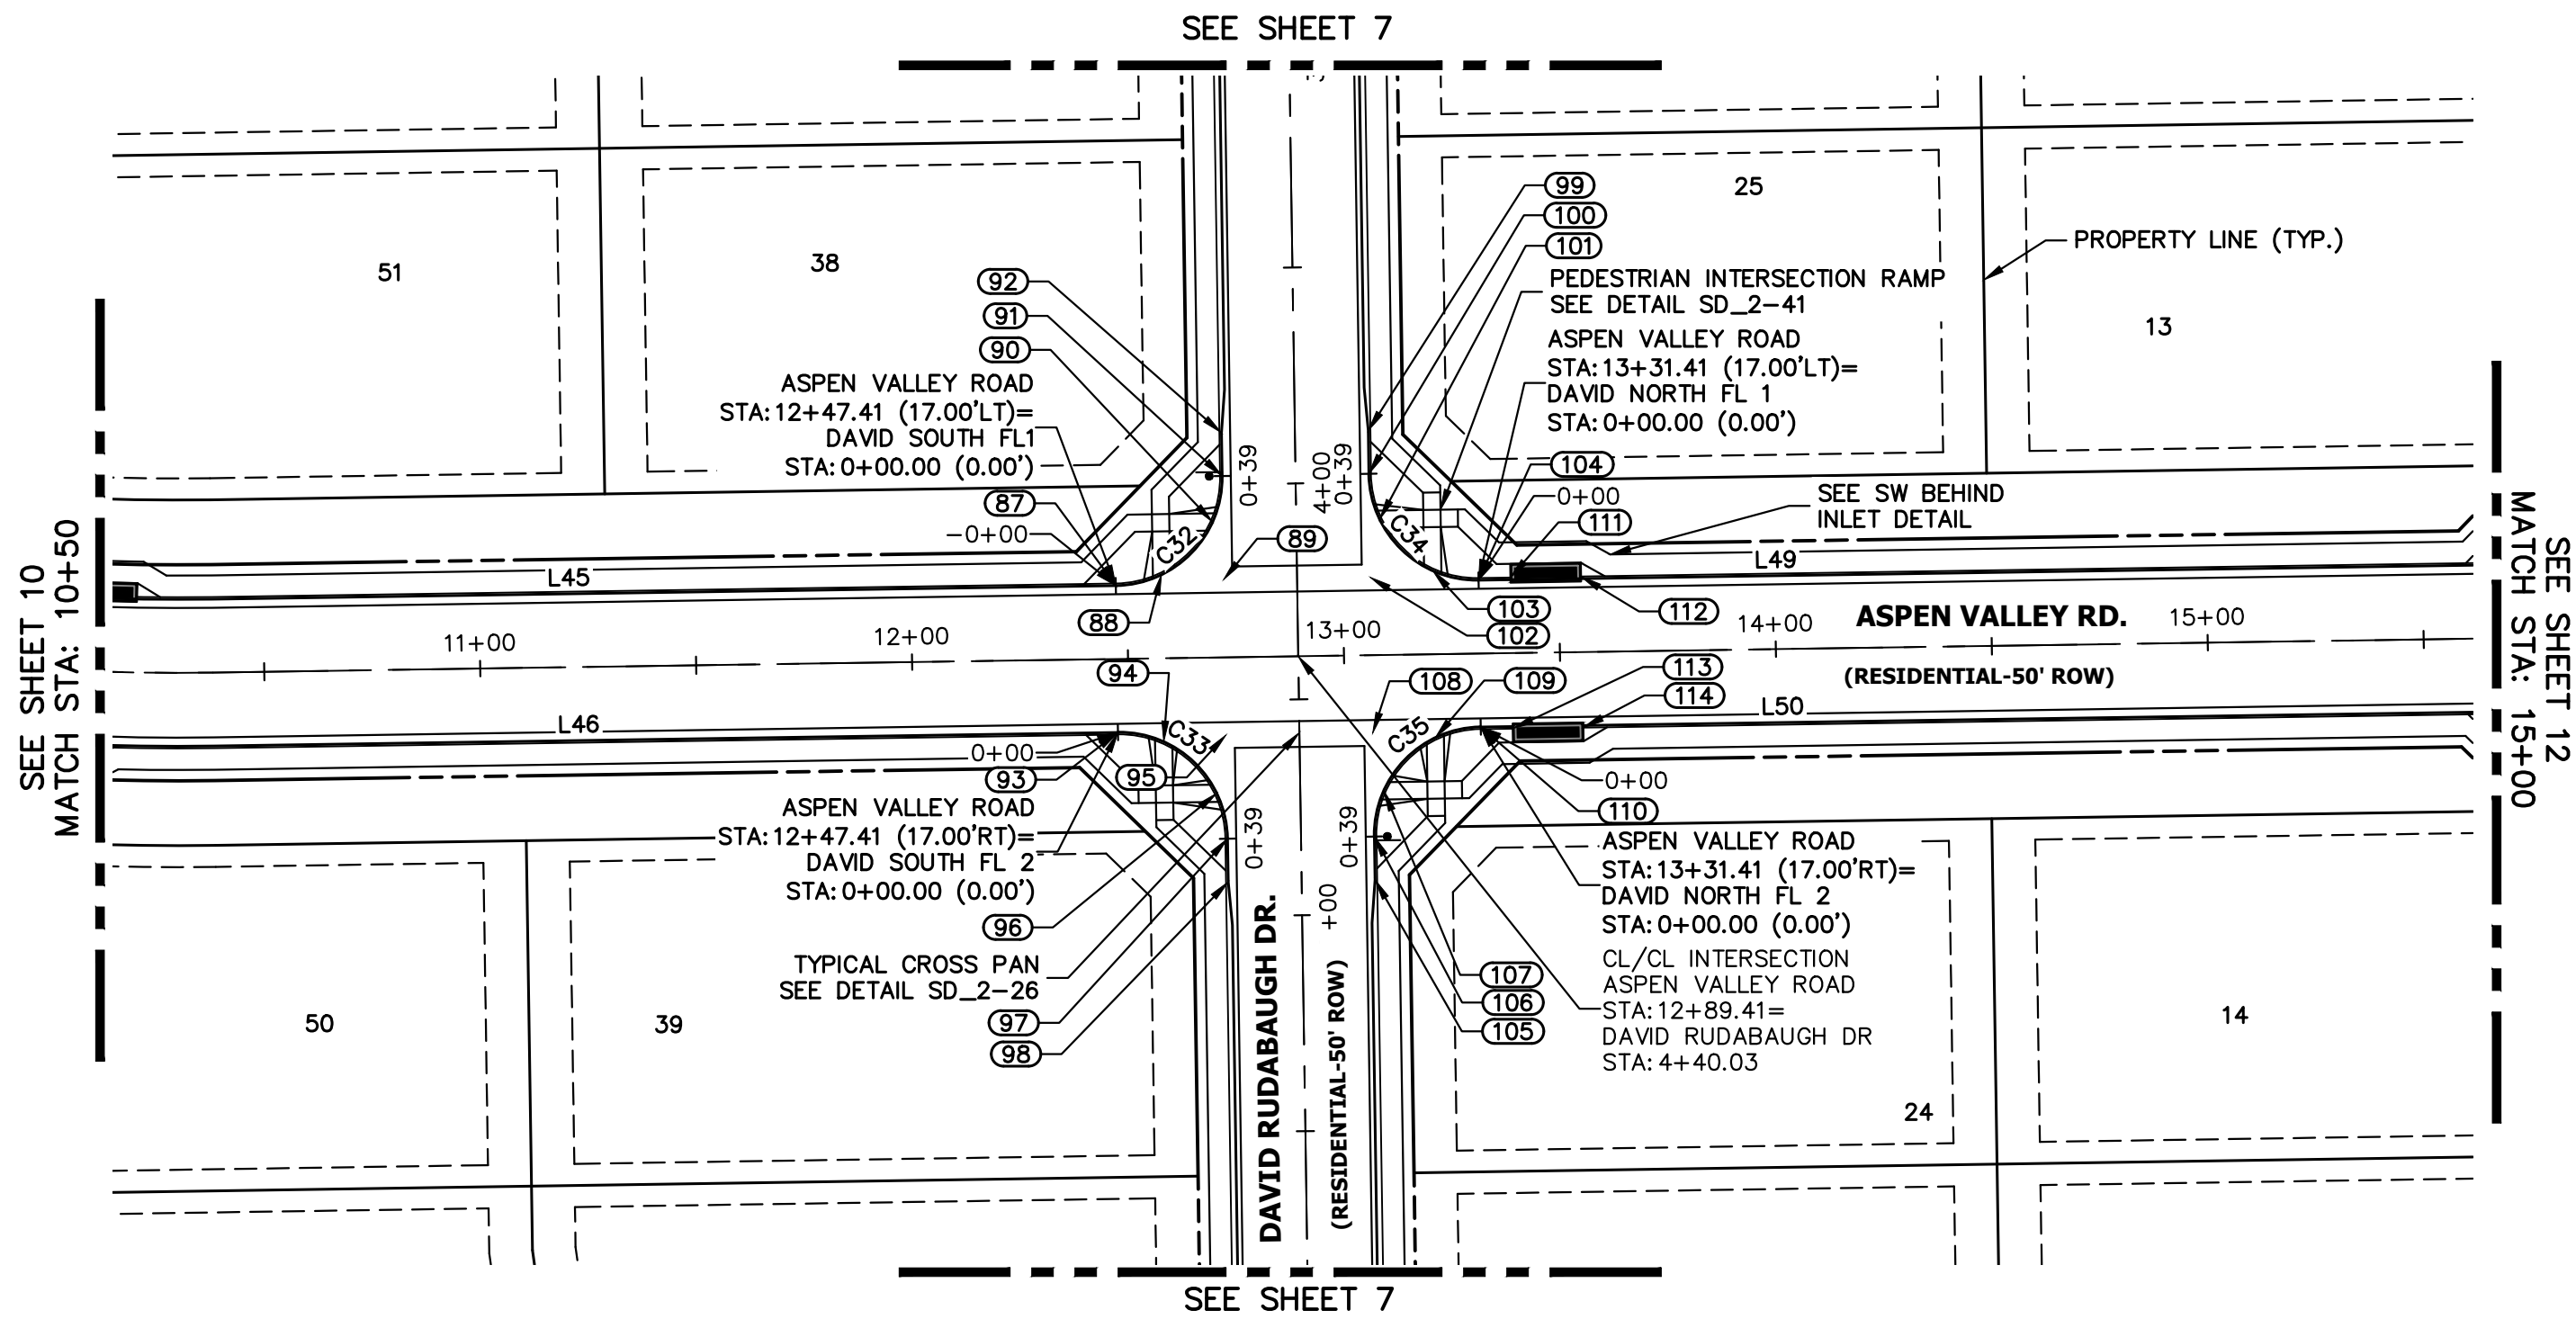 SEE SHEET 7
SEE SHEET 10
MATCH STA: 10+50
51
38
92
91
90
ASPEN VALLEY ROAD
STA: 12+47.41 (17.00'LT)=
DAVID SOUTH FL1
STA: 0+00.00 (0.00')
87
-0+00
C32
88
L45
0+39
4+00
0+39
89
99
100
101
25
PEDESTRIAN INTERSECTION RAMP
SEE DETAIL SD_2-41
ASPEN VALLEY ROAD
STA: 13+31.41 (17.00'LT)=
DAVID NORTH FL 1
STA: 0+00.00 (0.00')
PROPERTY LINE (TYP.)
13
104
0+00
111
SEE SW BEHIND
INLET DETAIL
C34
L49
103
102
112
11+00
12+00
13+00
14+00
15+00
ASPEN VALLEY RD.
(RESIDENTIAL-50' ROW)
94
108
109
113
114
L46
L50
C33
C35
0+00
93
95
ASPEN VALLEY ROAD
STA: 12+47.41 (17.00'RT)=
DAVID SOUTH FL 2
STA: 0+00.00 (0.00')
96
TYPICAL CROSS PAN
SEE DETAIL SD_2-26
97
98
0+39
0+39
+00
DAVID RUDABAUGH DR.
(RESIDENTIAL-50' ROW)
0+00
110
ASPEN VALLEY ROAD
STA: 13+31.41 (17.00'RT)=
DAVID NORTH FL 2
STA: 0+00.00 (0.00')
CL/CL INTERSECTION
ASPEN VALLEY ROAD
STA: 12+89.41=
DAVID RUDABAUGH DR
STA: 4+40.03
107
106
105
50
39
24
14
SEE SHEET 12
MATCH STA: 15+00
SEE SHEET 7